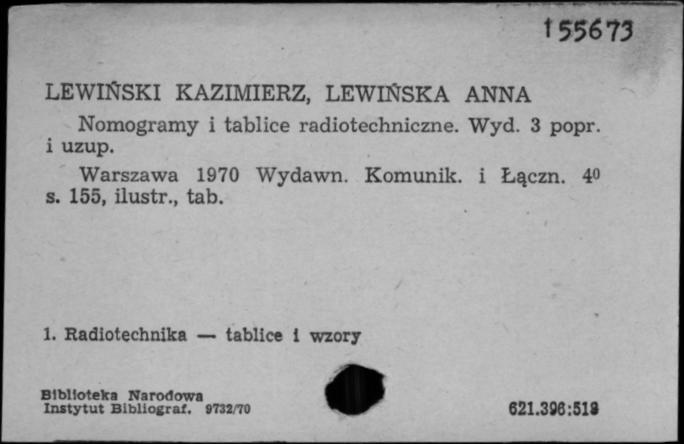 155673
LEWIŃSKI KAZIMIERZ, LEWIŃSKA ANNA
Nomogramy i tablice radiotechniczne. Wyd. 3 popr.
i uzup.
Warszawa 1970 Wydawn. Komunik. i Łączn. 4⁰
s. 155, ilustr., tab.
1. Radiotechnika — tablice i wzory
Biblioteka Narodowa
Instytut Bibliograf. 9732/70
621.396:518